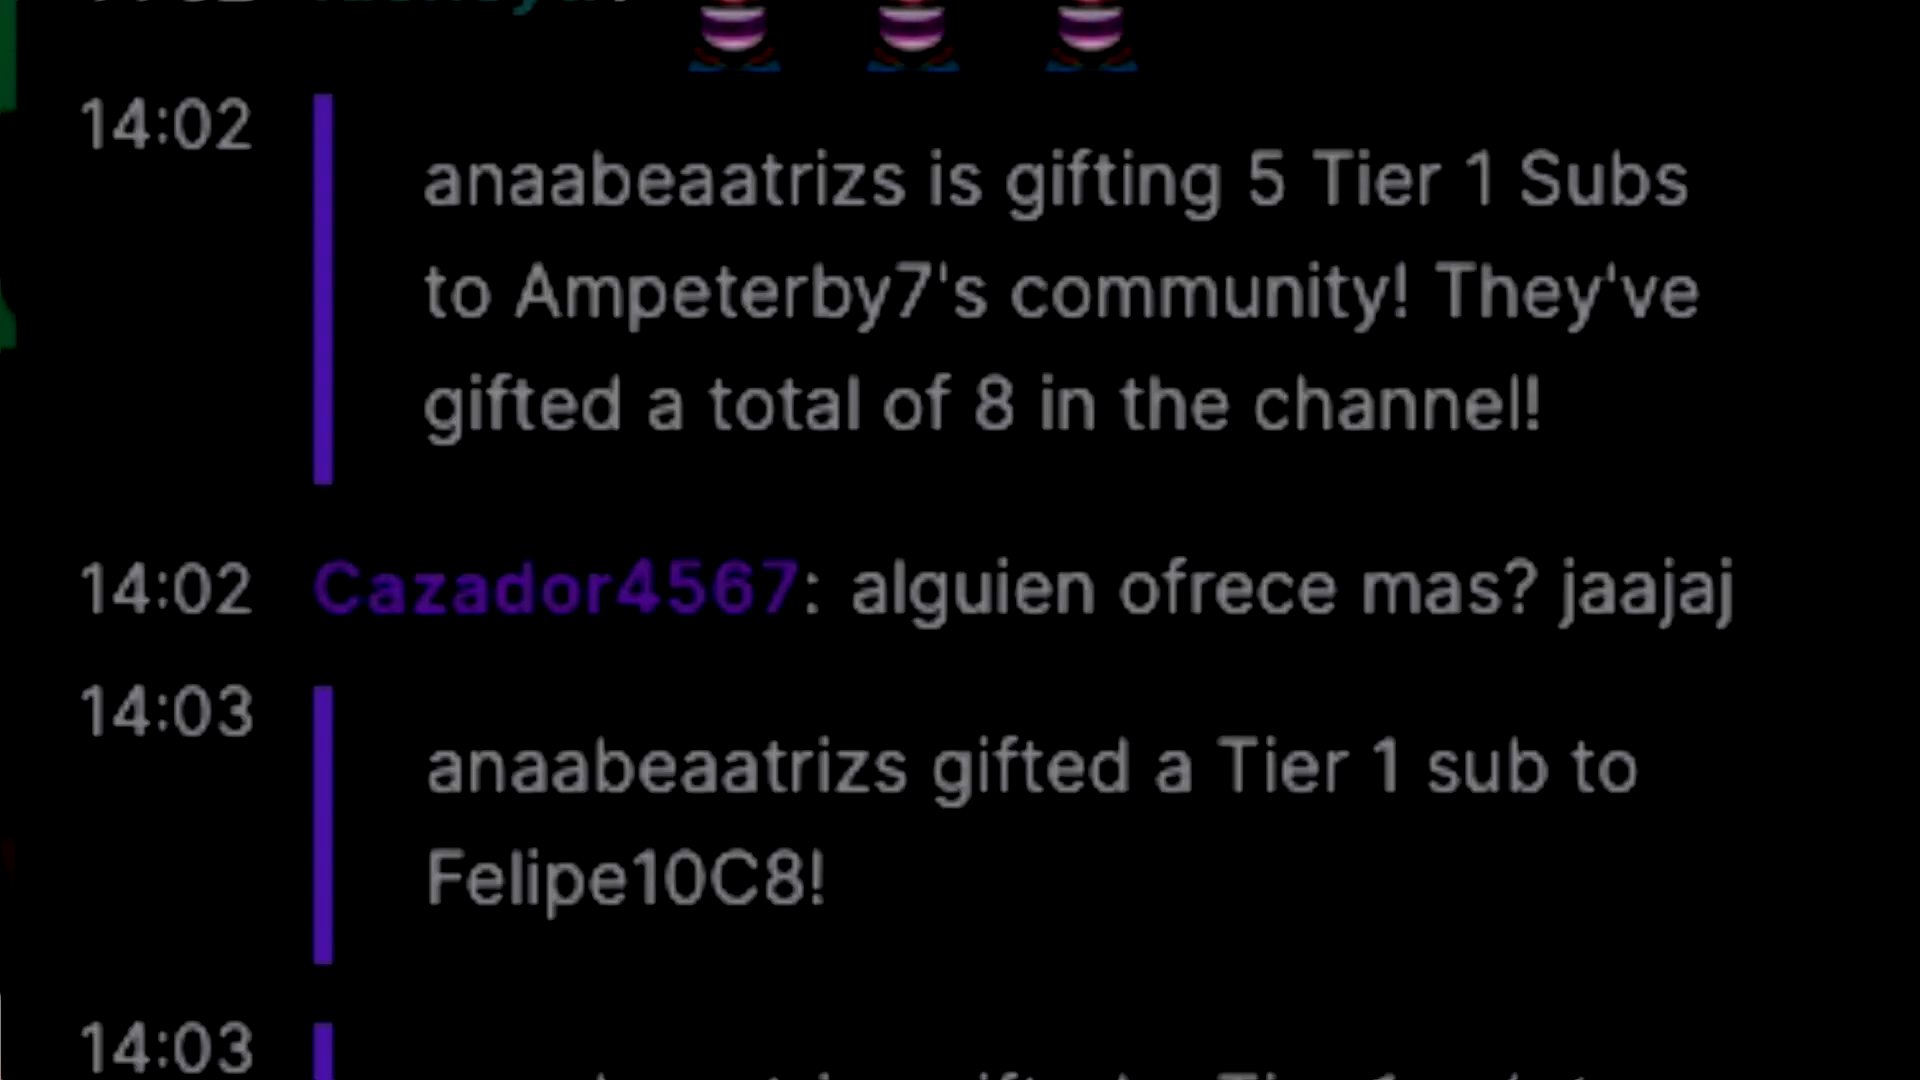 14:02
anaabeaatrizs is gifting 5 Tier 1 Subs
to Ampeterby7's community! They've
gifted a total of 8 in the channel!
14:02 Cazador4567: alguien ofrece mas? jaajaj
14:03
anaabeaatrizs gifted a Tier 1 sub to
Felipe10C8!
14:03